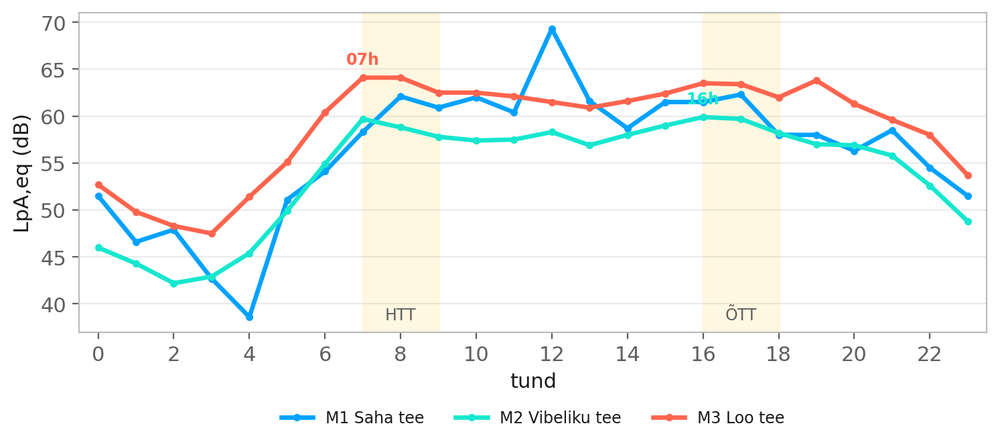 70
65
60
55
50
45
40
LpA,eq (dB)
07h
16h
HTT
ÕTT
0 2 4 6 8 10 12 14 16 18 20 22
tund
M1 Saha tee M2 Vibeliku tee M3 Loo tee